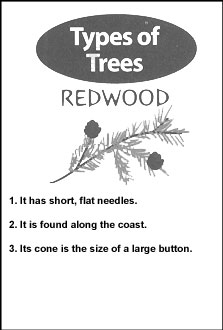 Types of
Trees
REDWOOD
1. It has short, flat needles.
2. It is found along the coast.
3. Its cone is the size of a large button.